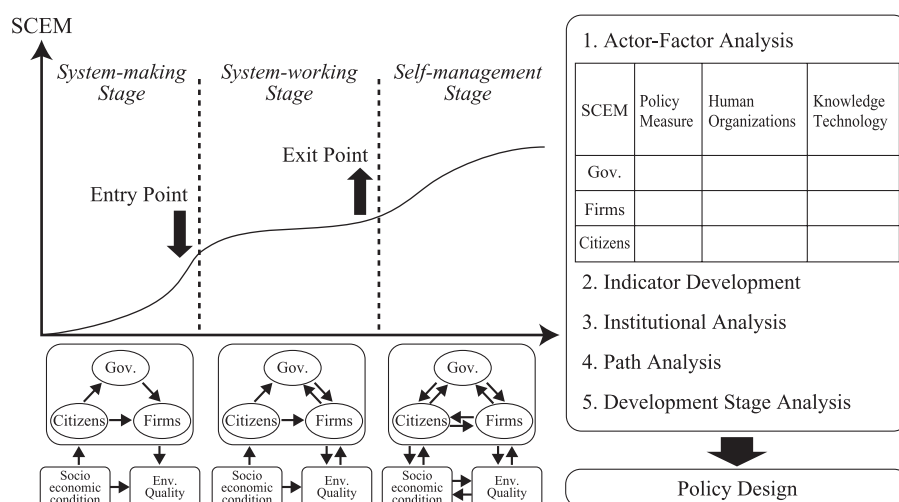 SCEM
System-making
Stage
System-working
Stage
Self-management
Stage
Entry Point
Exit Point
Gov.
Citizens
Firms
Socio
economic
condition
Env.
Quality
Gov.
Citizens
Firms
Socio
economic
condition
Env.
Quality
Gov.
Citizens
Firms
Socio
economic
condition
Env.
Quality
1. Actor-Factor Analysis
SCEM
Policy
Measure
Human
Organizations
Knowledge
Technology
Gov.
Firms
Citizens
2. Indicator Development
3. Institutional Analysis
4. Path Analysis
5. Development Stage Analysis
Policy Design